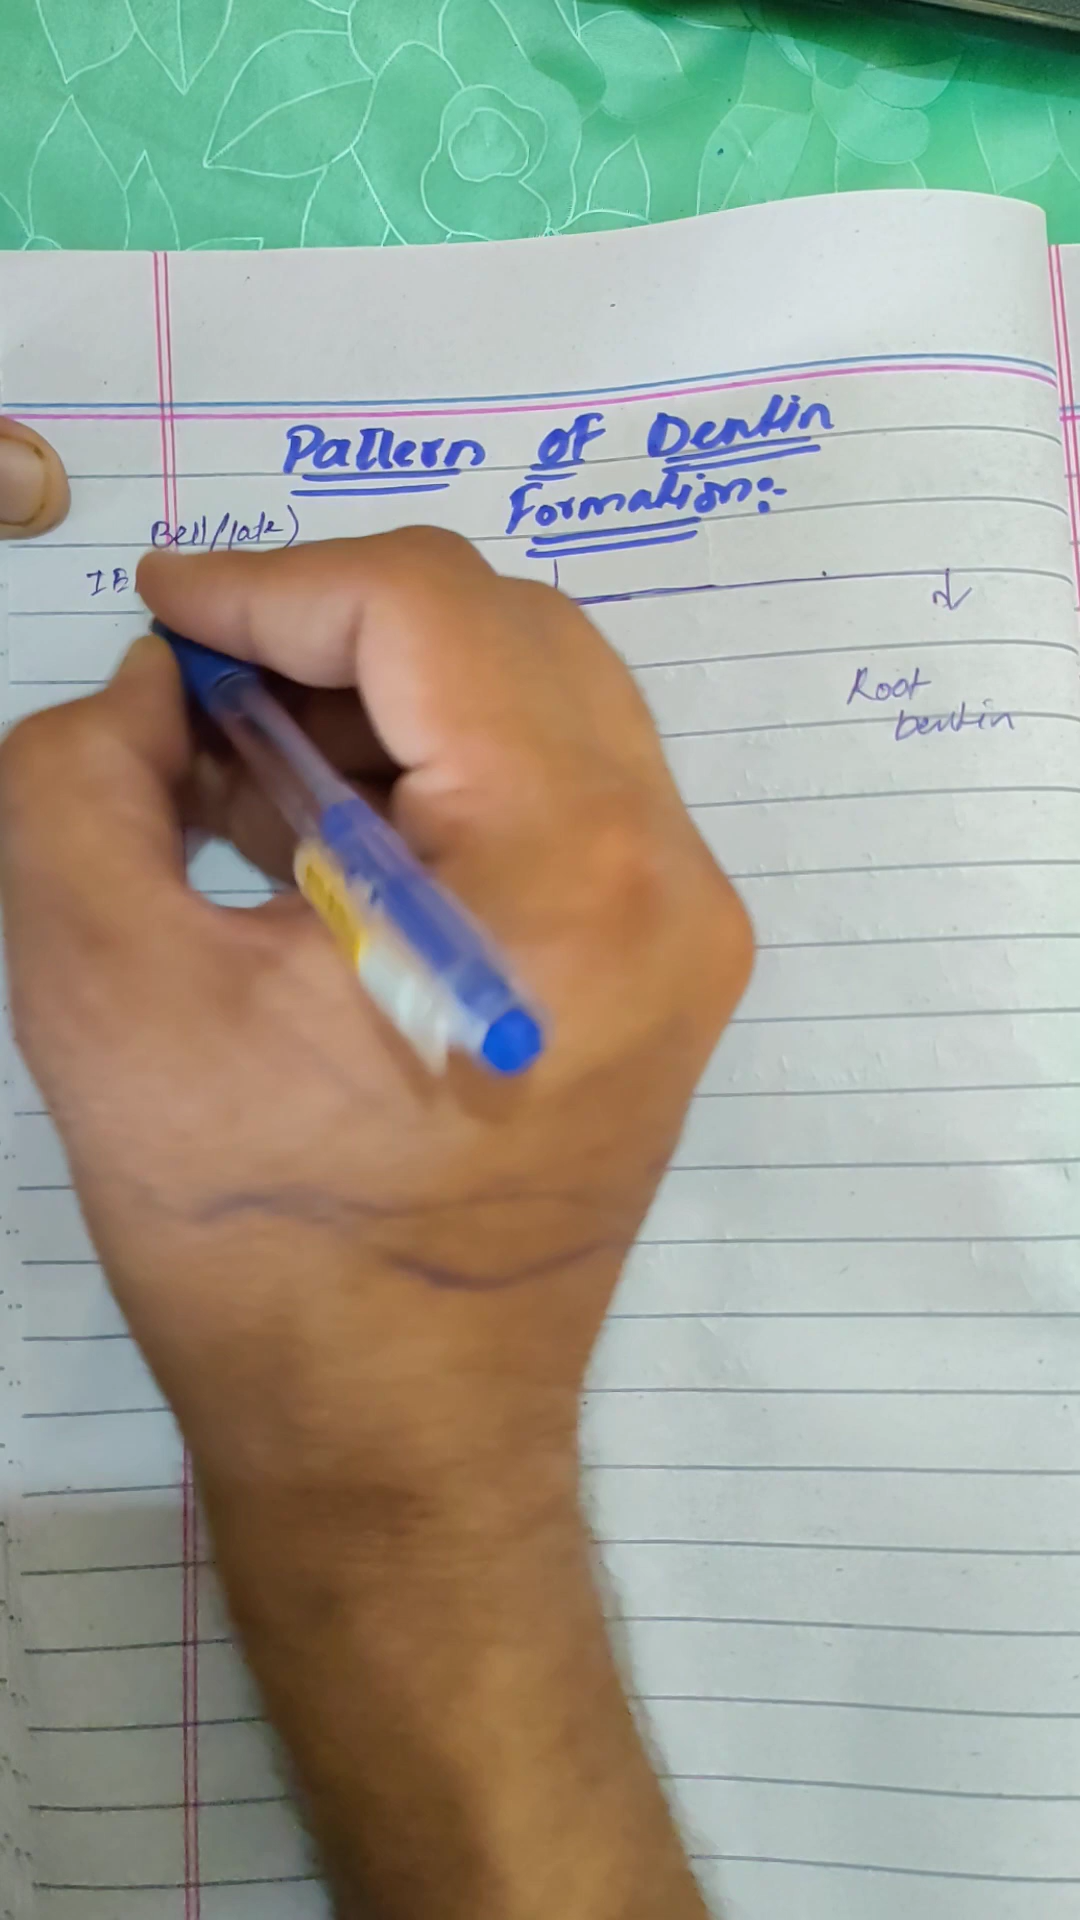 Pattern of Dentin
Formation:-
Bell(late)
Root
Dentin